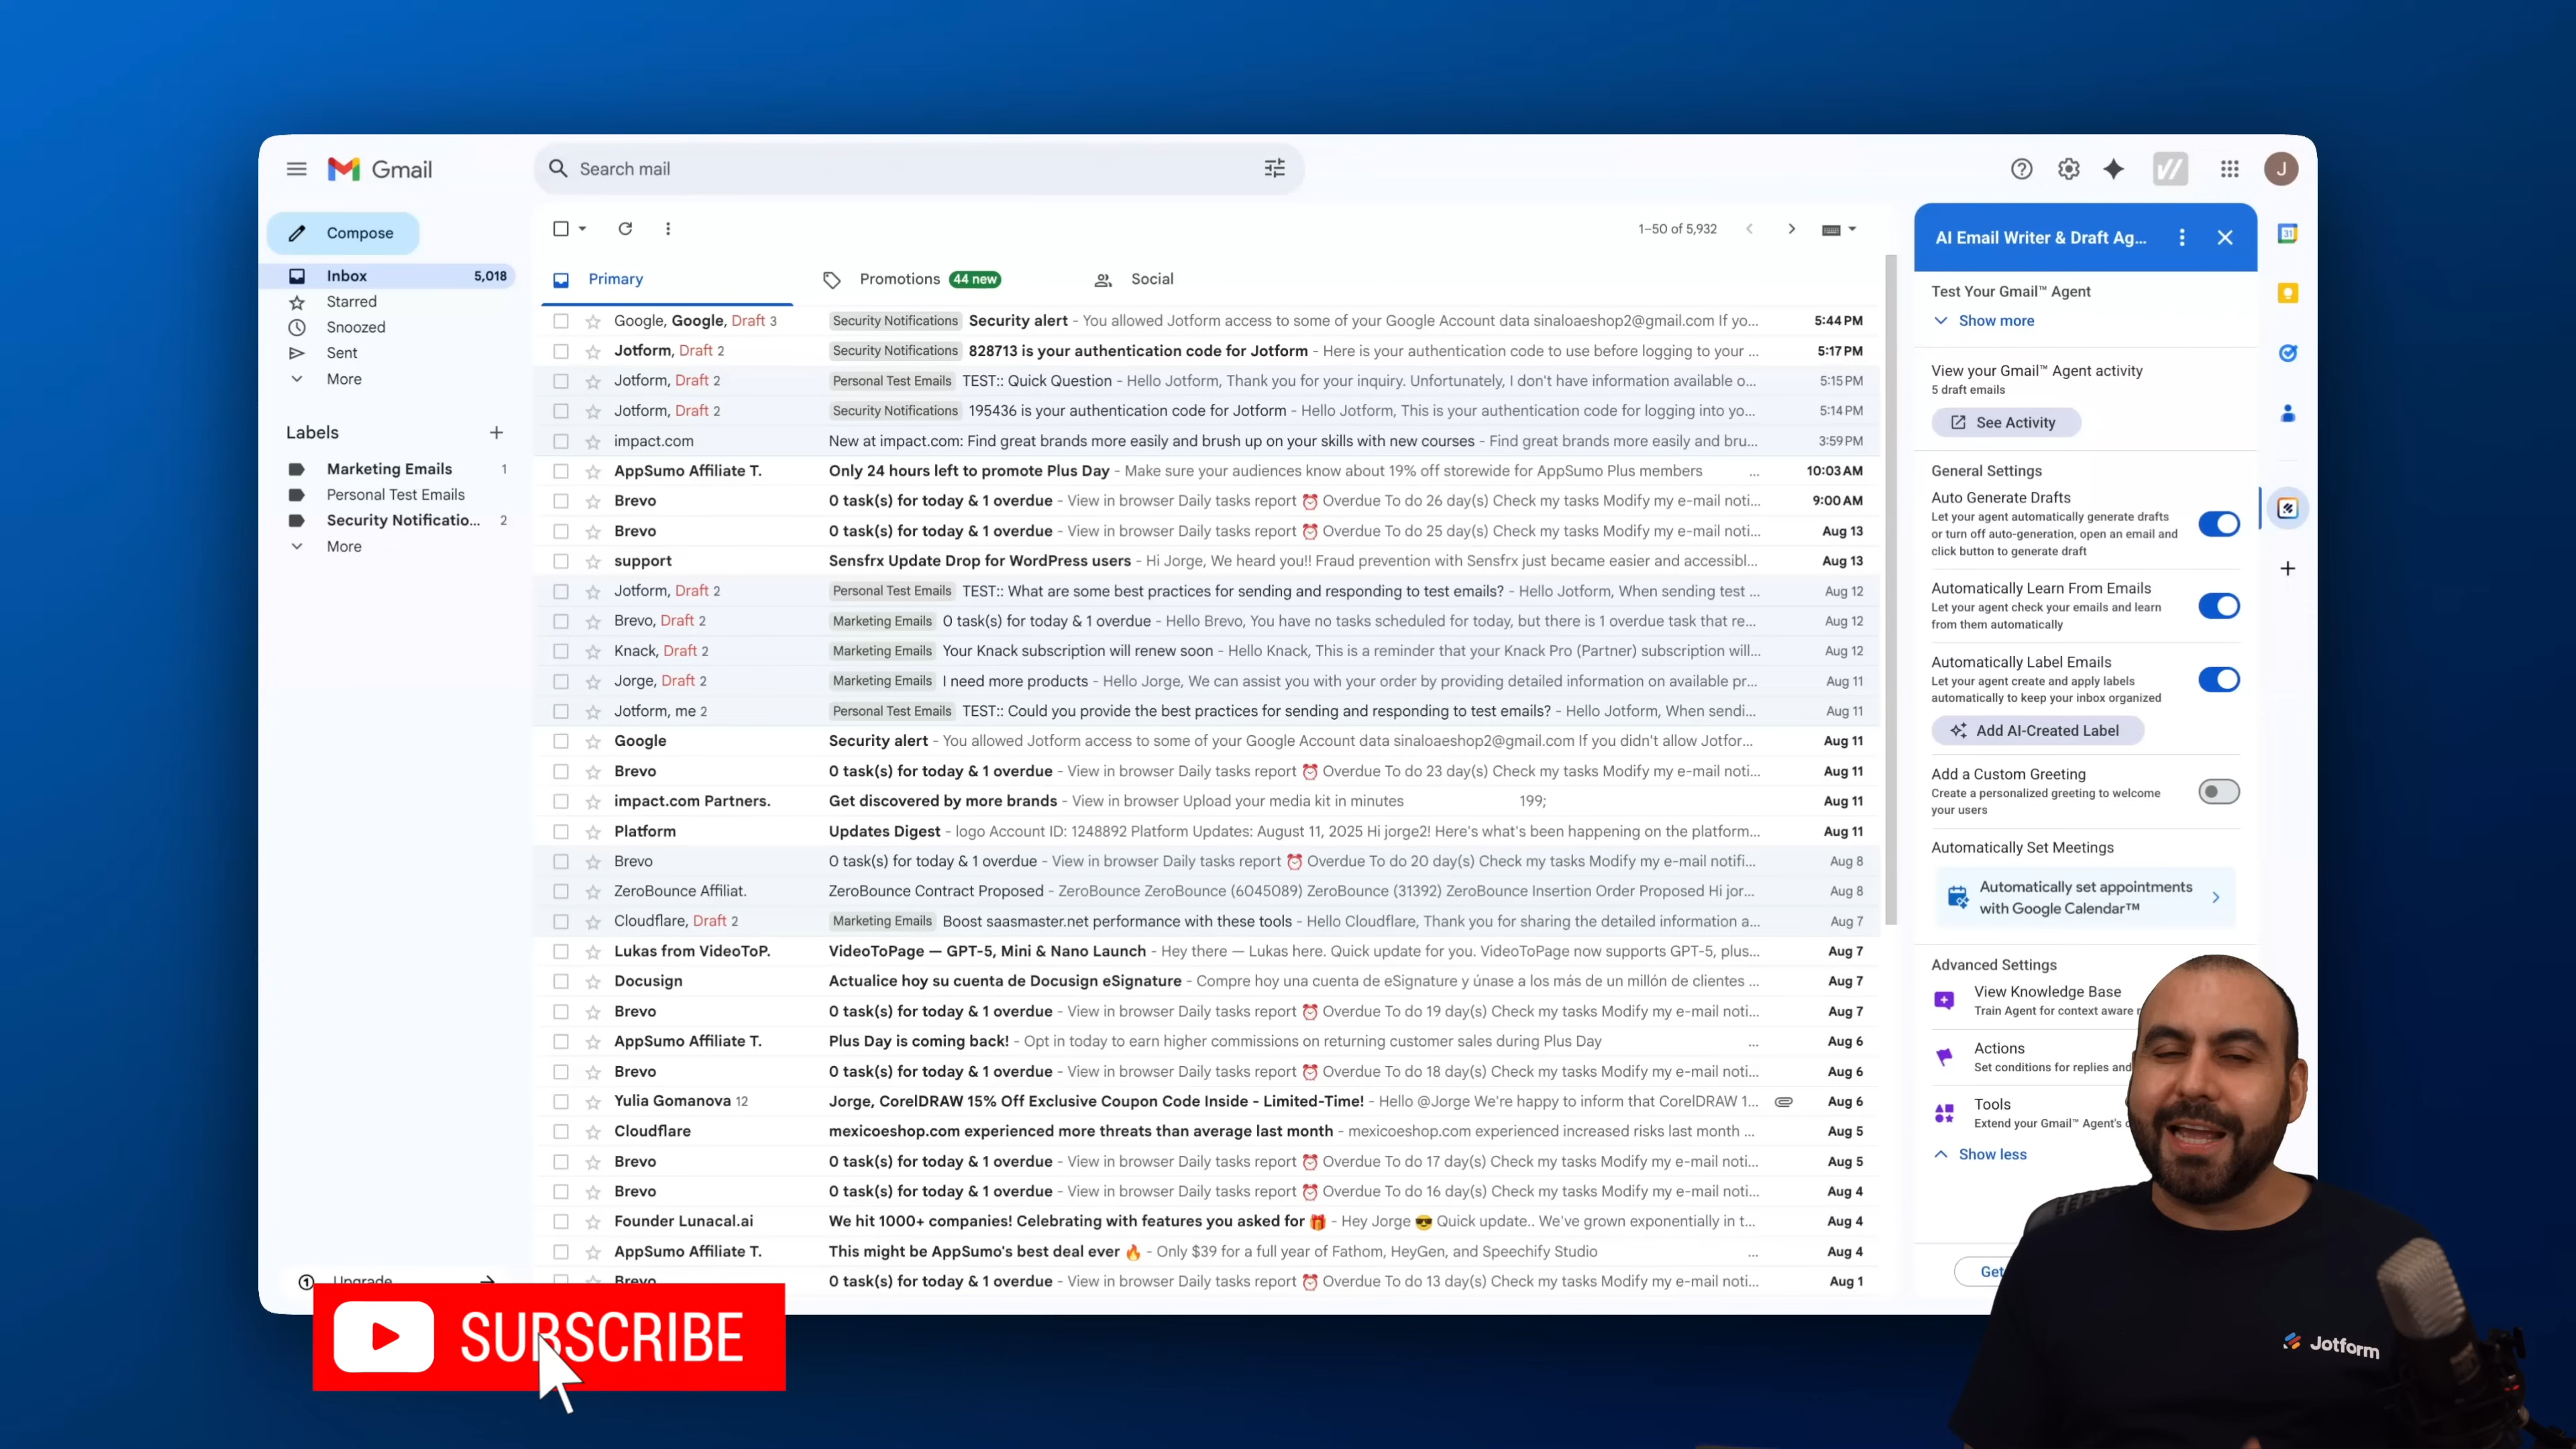 Gmail
Search mail
J
Compose
Inbox 5,018
Starred
Snoozed
Sent
More
Labels
Marketing Emails 1
Personal Test Emails
Security Notificatio... 2
More
Upgrade
1–50 of 5,932
Primary
Promotions 44 new
Social
Google, Google, Draft 3 Security Notifications Security alert - You allowed Jotform access to some of your Google Account data sinaloaeshop2@gmail.com If yo... 5:44 PM
Jotform, Draft 2 Security Notifications 828713 is your authentication code for Jotform - Here is your authentication code to use before logging to your ... 5:17 PM
Jotform, Draft 2 Personal Test Emails TEST:: Quick Question - Hello Jotform, Thank you for your inquiry. Unfortunately, I don't have information available o... 5:15 PM
Jotform, Draft 2 Security Notifications 195436 is your authentication code for Jotform - Hello Jotform, This is your authentication code for logging into yo... 5:14 PM
impact.com New at impact.com: Find great brands more easily and brush up on your skills with new courses - Find great brands more easily and bru... 3:59 PM
AppSumo Affiliate T. Only 24 hours left to promote Plus Day - Make sure your audiences know about 19% off storewide for AppSumo Plus members ... 10:03 AM
Brevo 0 task(s) for today & 1 overdue - View in browser Daily tasks report ⏰ Overdue To do 26 day(s) Check my tasks Modify my e-mail noti... 9:00 AM
Brevo 0 task(s) for today & 1 overdue - View in browser Daily tasks report ⏰ Overdue To do 25 day(s) Check my tasks Modify my e-mail noti... Aug 13
support Sensfrx Update Drop for WordPress users - Hi Jorge, We heard you!! Fraud prevention with Sensfrx just became easier and accessibl... Aug 13
Jotform, Draft 2 Personal Test Emails TEST:: What are some best practices for sending and responding to test emails? - Hello Jotform, When sending test ... Aug 12
Brevo, Draft 2 Marketing Emails 0 task(s) for today & 1 overdue - Hello Brevo, You have no tasks scheduled for today, but there is 1 overdue task that re... Aug 12
Knack, Draft 2 Marketing Emails Your Knack subscription will renew soon - Hello Knack, This is a reminder that your Knack Pro (Partner) subscription will... Aug 12
Jorge, Draft 2 Marketing Emails I need more products - Hello Jorge, We can assist you with your order by providing detailed information on available pr... Aug 11
Jotform, me 2 Personal Test Emails TEST:: Could you provide the best practices for sending and responding to test emails? - Hello Jotform, When sendi... Aug 11
Google Security alert - You allowed Jotform access to some of your Google Account data sinaloaeshop2@gmail.com If you didn't allow Jotfor... Aug 11
Brevo 0 task(s) for today & 1 overdue - View in browser Daily tasks report ⏰ Overdue To do 23 day(s) Check my tasks Modify my e-mail noti... Aug 11
impact.com Partners. Get discovered by more brands - View in browser Upload your media kit in minutes 199; Aug 11
Platform Updates Digest - logo Account ID: 1248892 Platform Updates: August 11, 2025 Hi jorge2! Here's what's been happening on the platform... Aug 11
Brevo 0 task(s) for today & 1 overdue - View in browser Daily tasks report ⏰ Overdue To do 20 day(s) Check my tasks Modify my e-mail notifi... Aug 8
ZeroBounce Affiliat. ZeroBounce Contract Proposed - ZeroBounce ZeroBounce (6045089) ZeroBounce (31392) ZeroBounce Insertion Order Proposed Hi jor... Aug 8
Cloudflare, Draft 2 Marketing Emails Boost saasmaster.net performance with these tools - Hello Cloudflare, Thank you for sharing the detailed information a... Aug 7
Lukas from VideoToP. VideoToPage — GPT-5, Mini & Nano Launch - Hey there — Lukas here. Quick update for you. VideoToPage now supports GPT-5, plus... Aug 7
Docusign Actualice hoy su cuenta de Docusign eSignature - Compre hoy una cuenta de eSignature y únase a los más de un millón de clientes ... Aug 7
Brevo 0 task(s) for today & 1 overdue - View in browser Daily tasks report ⏰ Overdue To do 19 day(s) Check my tasks Modify my e-mail noti... Aug 7
AppSumo Affiliate T. Plus Day is coming back! - Opt in today to earn higher commissions on returning customer sales during Plus Day ... Aug 6
Brevo 0 task(s) for today & 1 overdue - View in browser Daily tasks report ⏰ Overdue To do 18 day(s) Check my tasks Modify my e-mail noti... Aug 6
Yulia Gomanova 12 Jorge, CorelDRAW 15% Off Exclusive Coupon Code Inside - Limited-Time! - Hello @Jorge We're happy to inform that CorelDRAW 1... Aug 6
Cloudflare mexicoeshop.com experienced more threats than average last month - mexicoeshop.com experienced increased risks last month ... Aug 5
Brevo 0 task(s) for today & 1 overdue - View in browser Daily tasks report ⏰ Overdue To do 17 day(s) Check my tasks Modify my e-mail noti... Aug 5
Brevo 0 task(s) for today & 1 overdue - View in browser Daily tasks report ⏰ Overdue To do 16 day(s) Check my tasks Modify my e-mail noti... Aug 4
Founder Lunacal.ai We hit 1000+ companies! Celebrating with features you asked for 🎁 - Hey Jorge 😎 Quick update.. We've grown exponentially in t... Aug 4
AppSumo Affiliate T. This might be AppSumo's best deal ever 🔥 - Only $39 for a full year of Fathom, HeyGen, and Speechify Studio ... Aug 4
Brevo 0 task(s) for today & 1 overdue - View in browser Daily tasks report ⏰ Overdue To do 13 day(s) Check my tasks Modify my e-mail noti... Aug 1
AI Email Writer & Draft Ag...
Test Your Gmail™ Agent
Show more
View your Gmail™ Agent activity
5 draft emails
See Activity
General Settings
Auto Generate Drafts
Let your agent automatically generate drafts
or turn off auto-generation, open an email and
click button to generate draft
Automatically Learn From Emails
Let your agent check your emails and learn
from them automatically
Automatically Label Emails
Let your agent create and apply labels
automatically to keep your inbox organized
Add AI-Created Label
Add a Custom Greeting
Create a personalized greeting to welcome
your users
Automatically Set Meetings
Automatically set appointments
with Google Calendar™
Advanced Settings
View Knowledge Base
Train Agent for context aware
Actions
Set conditions for replies and
Tools
Extend your Gmail™ Agent's
Show less
Get
31
SUBSCRIBE
Jotform